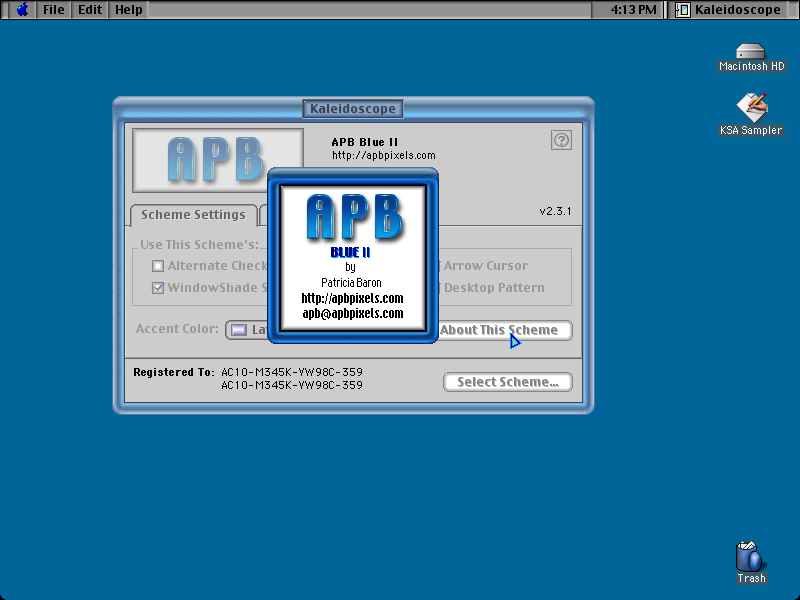 File Edit Help 4:13 PM Kaleidoscope
Macintosh HD
KSA Sampler
Kaleidoscope
APB
APB Blue II
http://apbpixels.com
v2.3.1
Scheme Settings
Use This Scheme's:
Alternate Check
Arrow Cursor
WindowShade S
Desktop Pattern
Accent Color: La
About This Scheme
APB
BLUE II
by
Patricia Baron
http://apbpixels.com
apb@apbpixels.com
Registered To: AC10-M345K-VW98C-359
AC10-M345K-VW98C-359
Select Scheme...
Trash